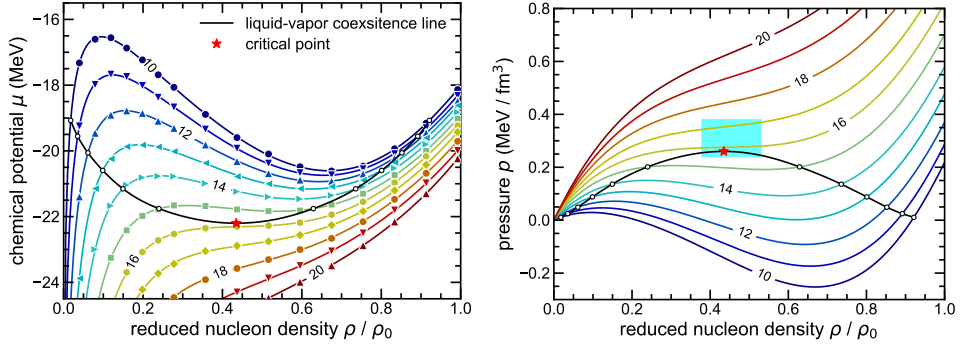 −16
−18
−20
−22
−24
chemical potential μ (MeV)
liquid-vapor coexsitence line
critical point
10
12
14
16
18
20
0.0 0.2 0.4 0.6 0.8 1.0
reduced nucleon density ρ / ρ0
0.8
0.6
0.4
0.2
0.0
−0.2
pressure p (MeV / fm³)
20
18
16
14
12
10
0.0 0.2 0.4 0.6 0.8 1.0
reduced nucleon density ρ / ρ0